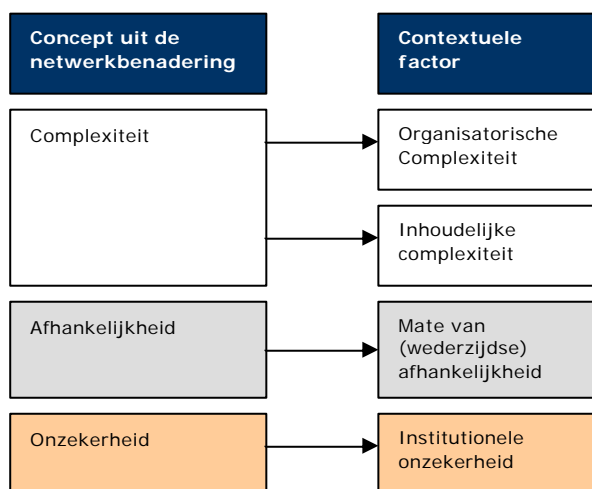 Concept uit de
netwerkbenadering
Contextuele
factor
Complexiteit
Organisatorische
Complexiteit
Inhoudelijke
complexiteit
Afhankelijkheid
Mate van
(wederzijdse)
afhankelijkheid
Onzekerheid
Institutionele
onzekerheid